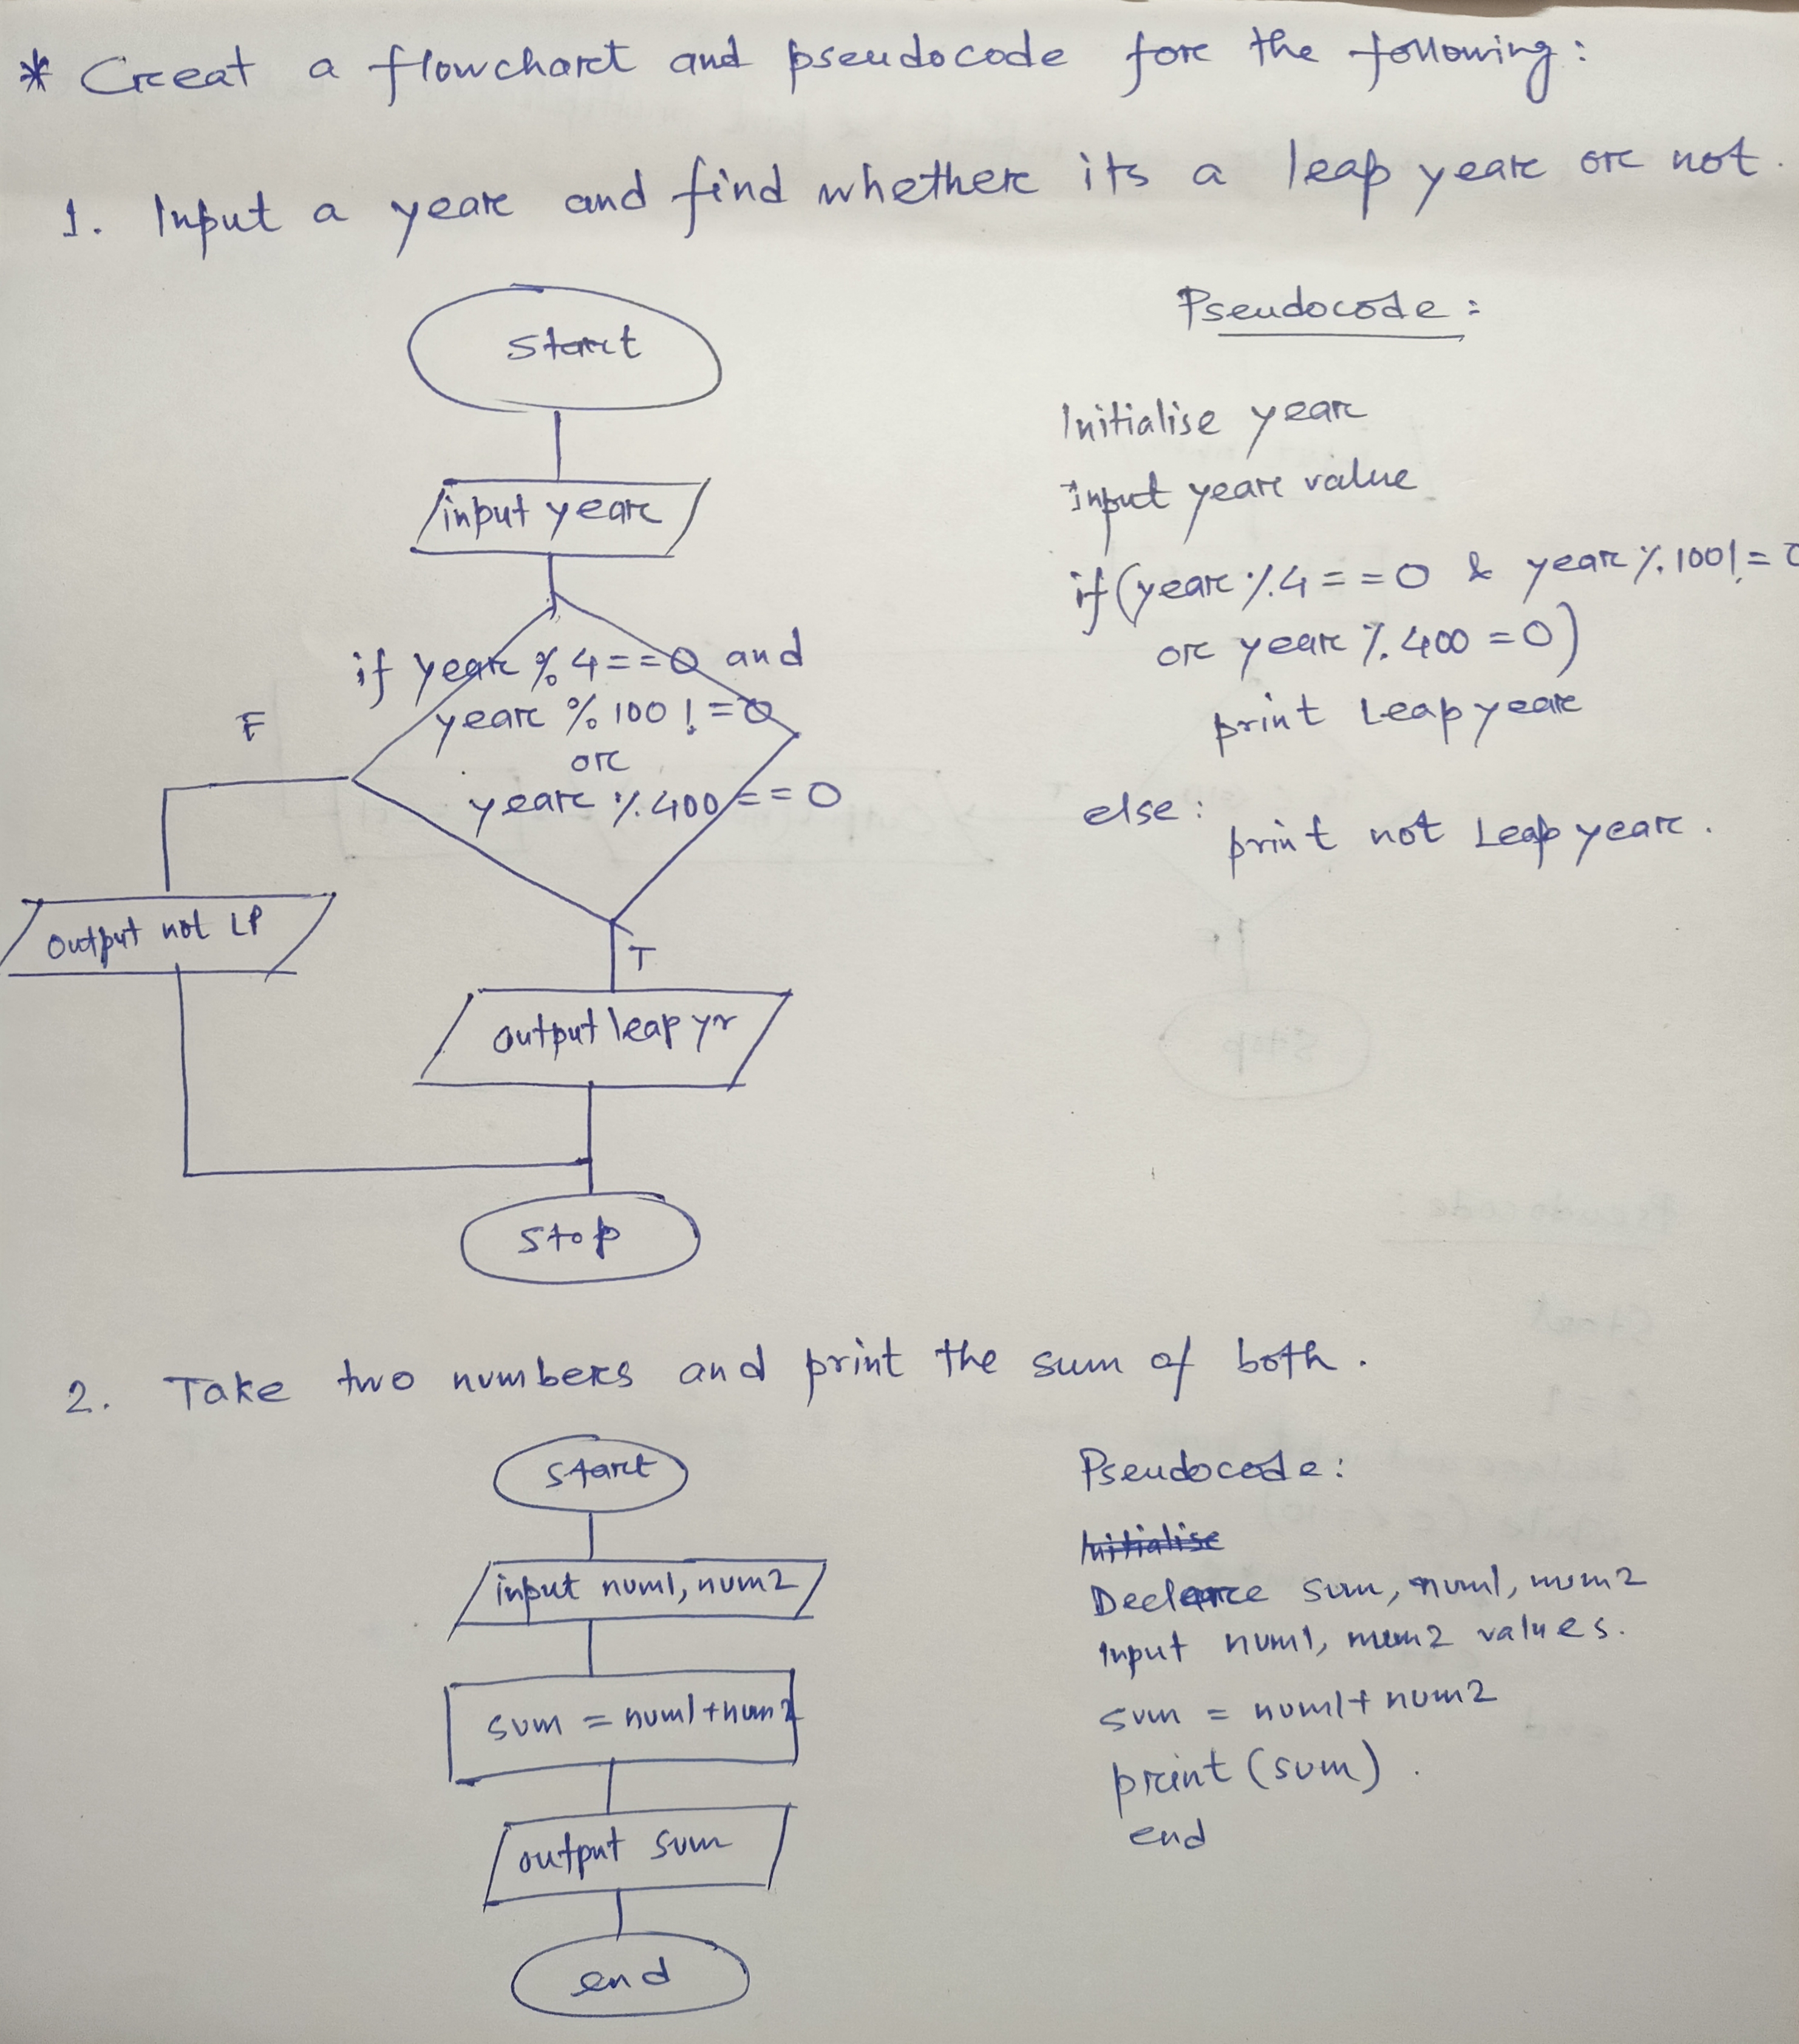 * Creat a flowchart and pseudocode for the following:
1. Input a year and find whether its a leap year or not.
start
input year
if year % 4 == 0 and
year % 100 != 0
or
year % 400 == 0
F
T
output not LP
output leap yr
stop
Pseudocode:
Initialise year
input year value
if (year % 4 == 0 & year % 100 != 0
or year % 400 = 0)
print Leap year
else:
print not Leap year.
2. Take two numbers and print the sum of both.
start
input num1, num2
sum = num1 + num2
output sum
end
Pseudocode:
Initialise
Declare sum, num1, num2
Input num1, num2 values.
sum = num1 + num2
print (sum).
end